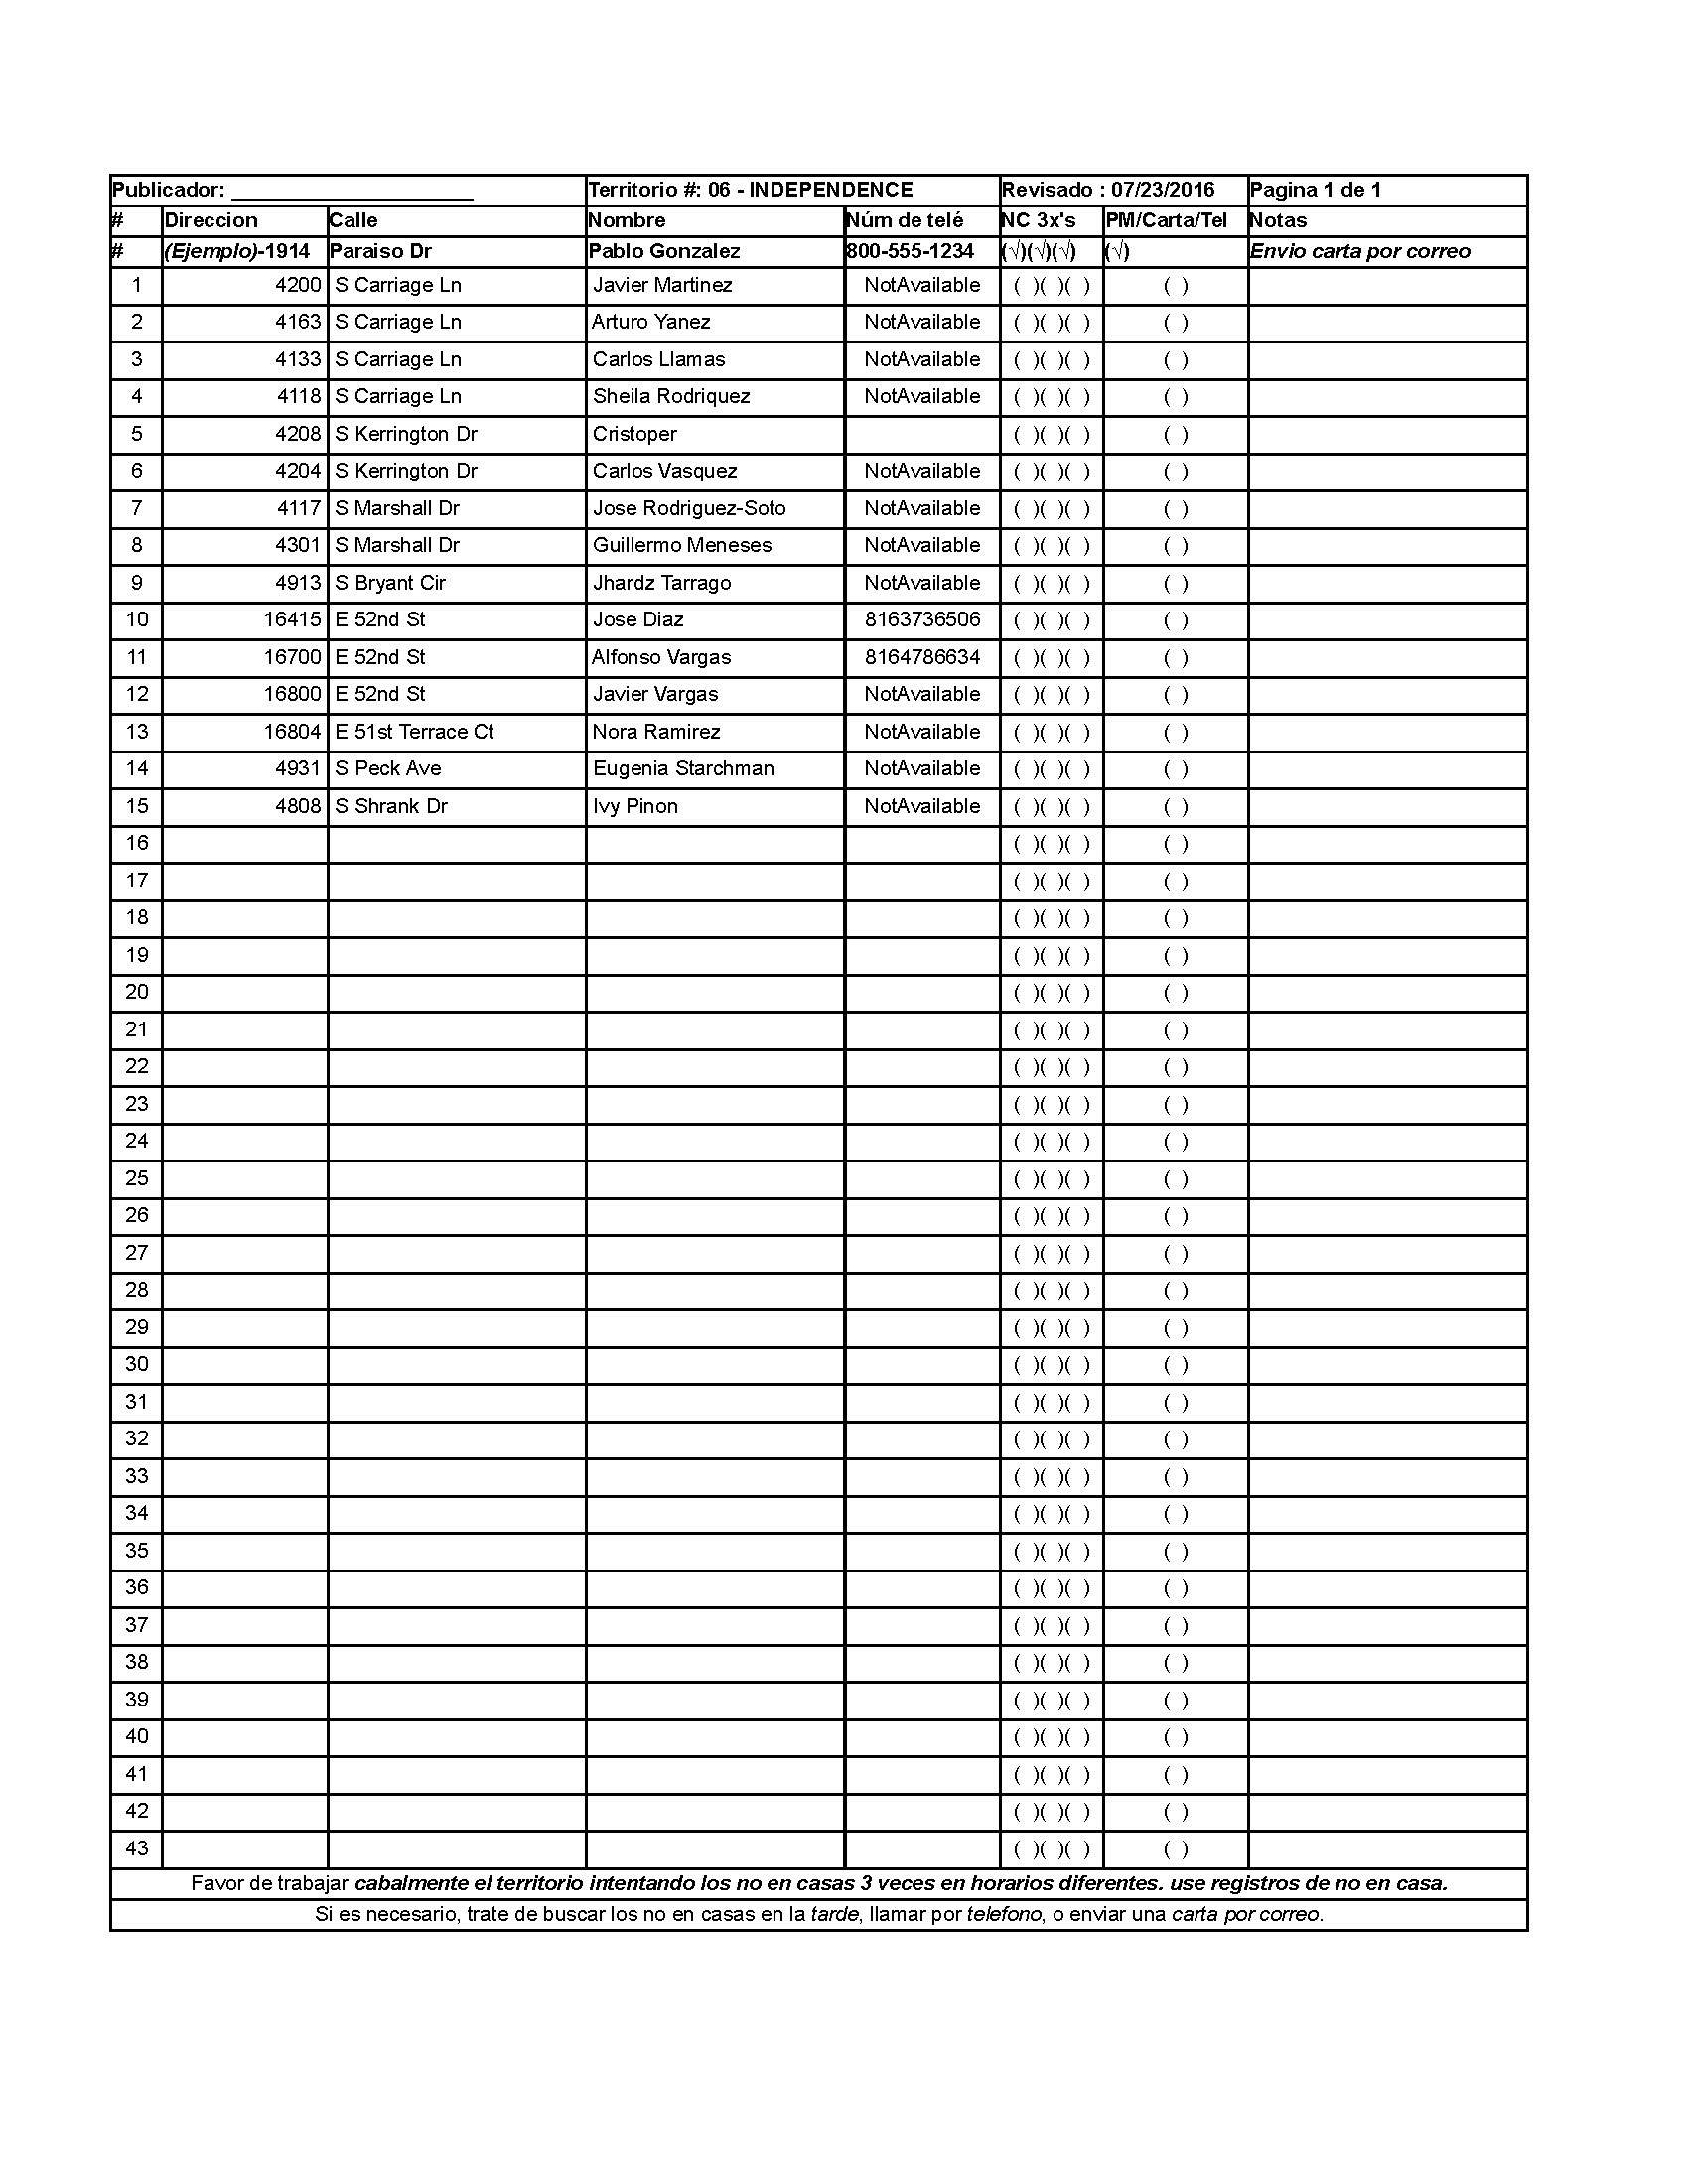 Publicador: ____________________ Territorio #: 06 - INDEPENDENCE Revisado : 07/23/2016 Pagina 1 de 1
# Direccion Calle Nombre Núm de telé NC 3x's PM/Carta/Tel Notas
# (Ejemplo)-1914 Paraiso Dr Pablo Gonzalez 800-555-1234 (√)(√)(√) (√) Envio carta por correo
1 4200 S Carriage Ln Javier Martinez NotAvailable ( )( )( ) ( )
2 4163 S Carriage Ln Arturo Yanez NotAvailable ( )( )( ) ( )
3 4133 S Carriage Ln Carlos Llamas NotAvailable ( )( )( ) ( )
4 4118 S Carriage Ln Sheila Rodriquez NotAvailable ( )( )( ) ( )
5 4208 S Kerrington Dr Cristoper ( )( )( ) ( )
6 4204 S Kerrington Dr Carlos Vasquez NotAvailable ( )( )( ) ( )
7 4117 S Marshall Dr Jose Rodriguez-Soto NotAvailable ( )( )( ) ( )
8 4301 S Marshall Dr Guillermo Meneses NotAvailable ( )( )( ) ( )
9 4913 S Bryant Cir Jhardz Tarrago NotAvailable ( )( )( ) ( )
10 16415 E 52nd St Jose Diaz 8163736506 ( )( )( ) ( )
11 16700 E 52nd St Alfonso Vargas 8164786634 ( )( )( ) ( )
12 16800 E 52nd St Javier Vargas NotAvailable ( )( )( ) ( )
13 16804 E 51st Terrace Ct Nora Ramirez NotAvailable ( )( )( ) ( )
14 4931 S Peck Ave Eugenia Starchman NotAvailable ( )( )( ) ( )
15 4808 S Shrank Dr Ivy Pinon NotAvailable ( )( )( ) ( )
16 ( )( )( ) ( )
17 ( )( )( ) ( )
18 ( )( )( ) ( )
19 ( )( )( ) ( )
20 ( )( )( ) ( )
21 ( )( )( ) ( )
22 ( )( )( ) ( )
23 ( )( )( ) ( )
24 ( )( )( ) ( )
25 ( )( )( ) ( )
26 ( )( )( ) ( )
27 ( )( )( ) ( )
28 ( )( )( ) ( )
29 ( )( )( ) ( )
30 ( )( )( ) ( )
31 ( )( )( ) ( )
32 ( )( )( ) ( )
33 ( )( )( ) ( )
34 ( )( )( ) ( )
35 ( )( )( ) ( )
36 ( )( )( ) ( )
37 ( )( )( ) ( )
38 ( )( )( ) ( )
39 ( )( )( ) ( )
40 ( )( )( ) ( )
41 ( )( )( ) ( )
42 ( )( )( ) ( )
43 ( )( )( ) ( )
Favor de trabajar cabalmente el territorio intentando los no en casas 3 veces en horarios diferentes. use registros de no en casa.
Si es necesario, trate de buscar los no en casas en la tarde, llamar por telefono, o enviar una carta por correo.